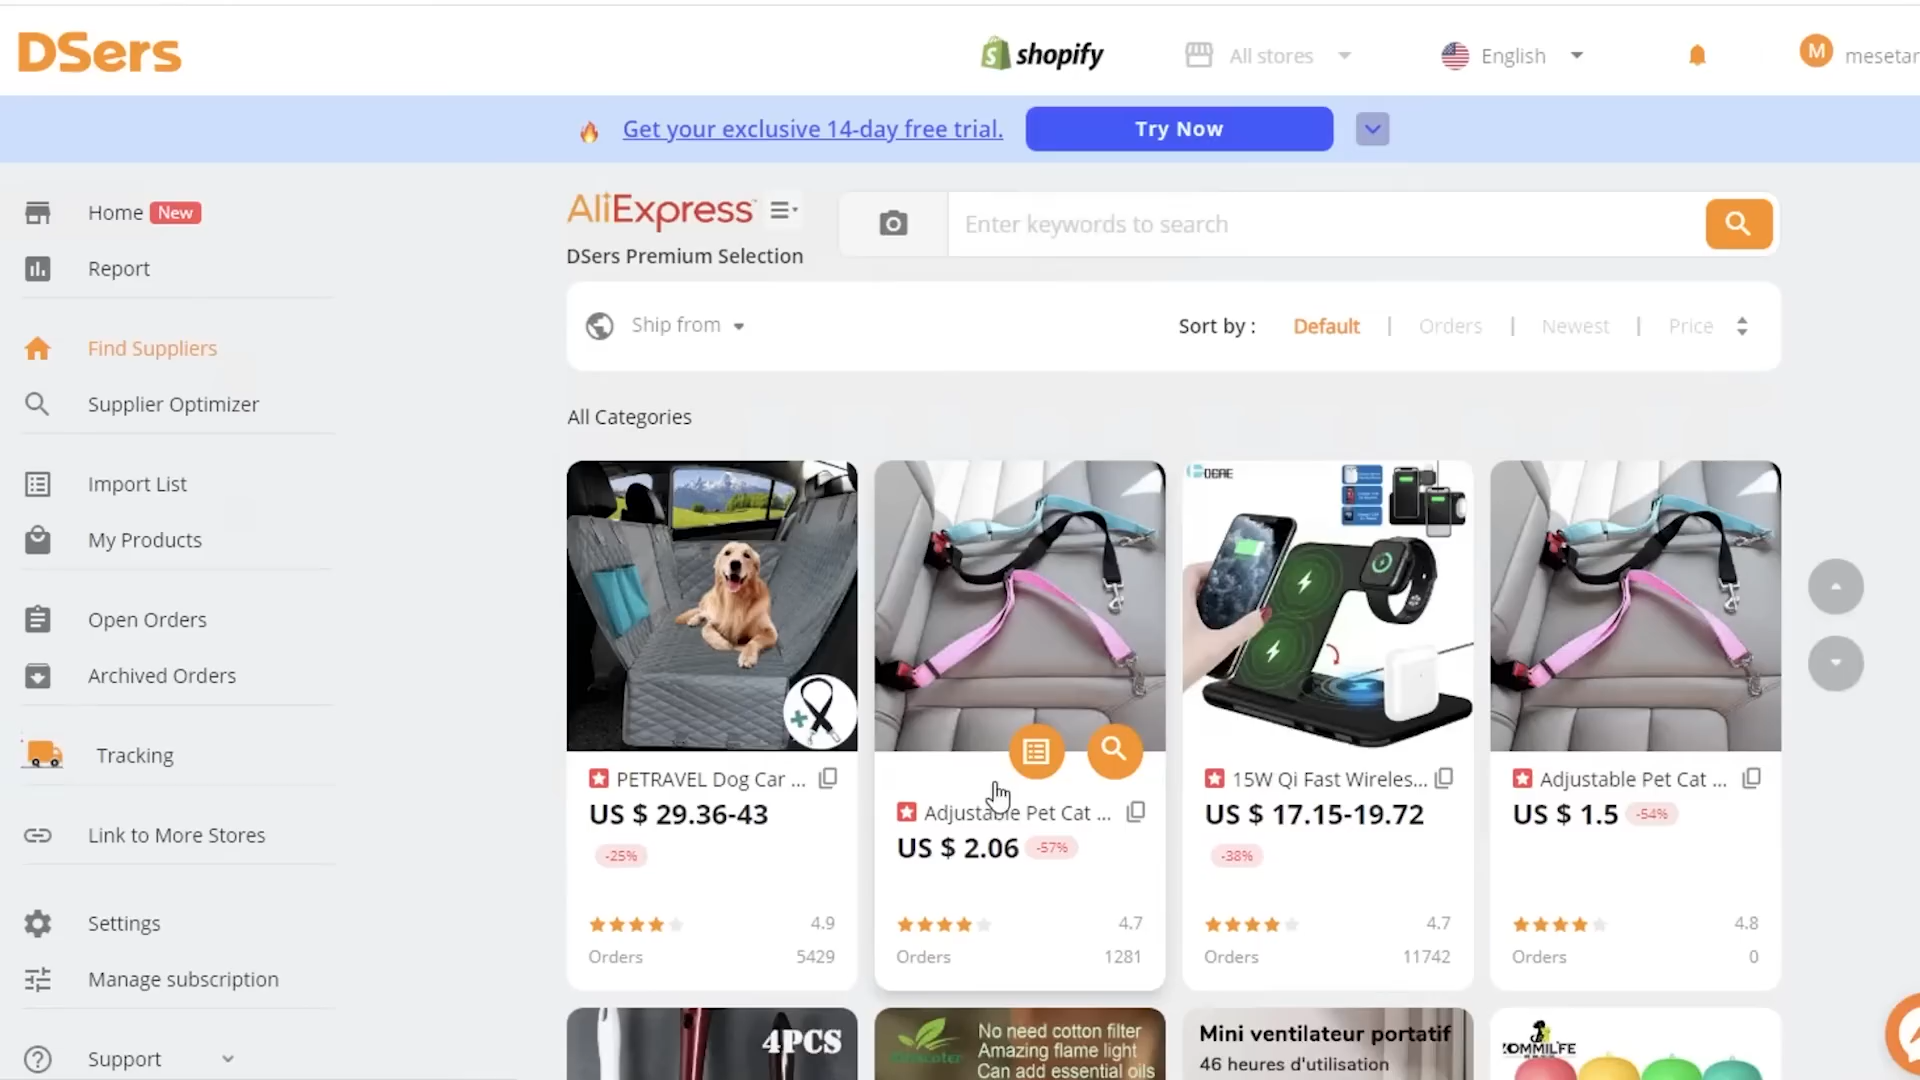 DSers
shopify
All stores
English
M
mesetar
Get your exclusive 14-day free trial.
Try Now
Home New
Report
Find Suppliers
Supplier Optimizer
Import List
My Products
Open Orders
Archived Orders
Tracking
Link to More Stores
Settings
Manage subscription
Support
AliExpress
DSers Premium Selection
Enter keywords to search
Ship from
Sort by : Default | Orders | Newest | Price
All Categories
PETRAVEL Dog Car ...
US $ 29.36-43
-25%
4.9
Orders 5429
Adjustable Pet Cat ...
US $ 2.06 -57%
4.7
Orders 1281
15W Qi Fast Wireles...
US $ 17.15-19.72
-38%
4.7
Orders 11742
Adjustable Pet Cat ...
US $ 1.5 -54%
4.8
Orders 0
4PCS
No need cotton filter
Amazing flame light
Can add essential oils
Mini ventilateur portatif
46 heures d'utilisation